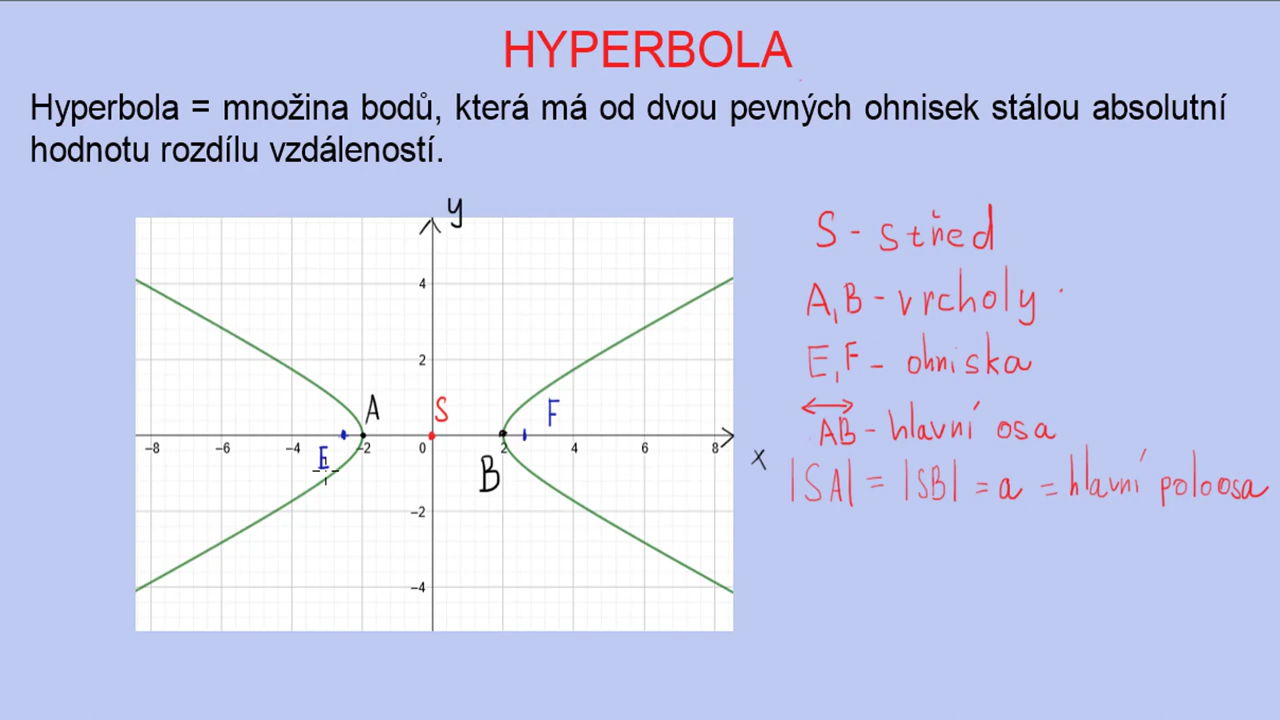 HYPERBOLA
Hyperbola = množina bodů, která má od dvou pevných ohnisek stálou absolutní
hodnotu rozdílu vzdáleností.
y
4
2
A
S
F
-8
-6
-4
-2
0
2
4
6
8
E
B
x
-2
-4
S - střed
A,B - vrcholy
E,F - ohniska
AB - hlavní osa
|SA| = |SB| = a = hlavní poloosa